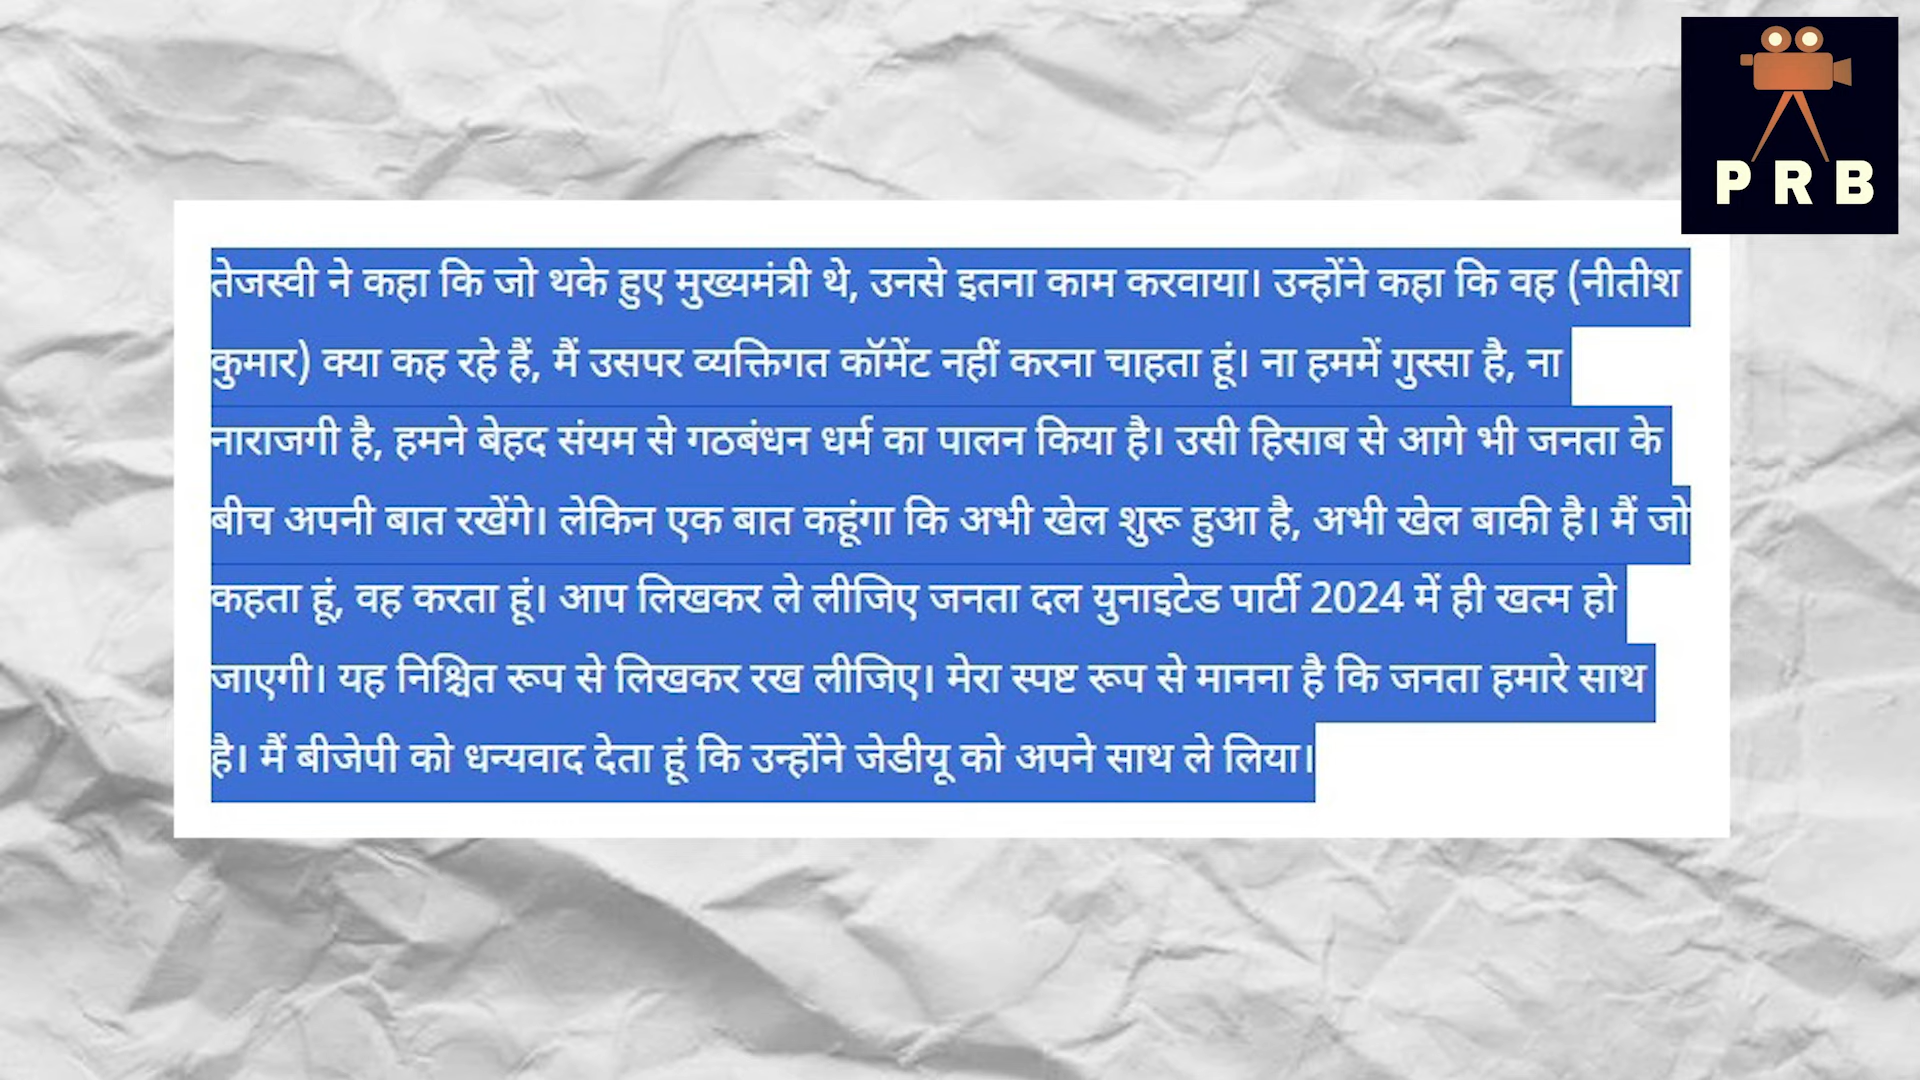 PRB
तेजस्वी ने कहा कि जो थके हुए मुख्यमंत्री थे, उनसे इतना काम करवाया। उन्होंने कहा कि वह (नीतीश
कुमार) क्या कह रहे हैं, मैं उसपर व्यक्तिगत कॉमेंट नहीं करना चाहता हूं। ना हममें गुस्सा है, ना
नाराजगी है, हमने बेहद संयम से गठबंधन धर्म का पालन किया है। उसी हिसाब से आगे भी जनता के
बीच अपनी बात रखेंगे। लेकिन एक बात कहूंगा कि अभी खेल शुरू हुआ है, अभी खेल बाकी है। मैं जो
कहता हूं, वह करता हूं। आप लिखकर ले लीजिए जनता दल युनाइटेड पार्टी 2024 में ही खत्म हो
जाएगी। यह निश्चित रूप से लिखकर रख लीजिए। मेरा स्पष्ट रूप से मानना है कि जनता हमारे साथ
है। मैं बीजेपी को धन्यवाद देता हूं कि उन्होंने जेडीयू को अपने साथ ले लिया।